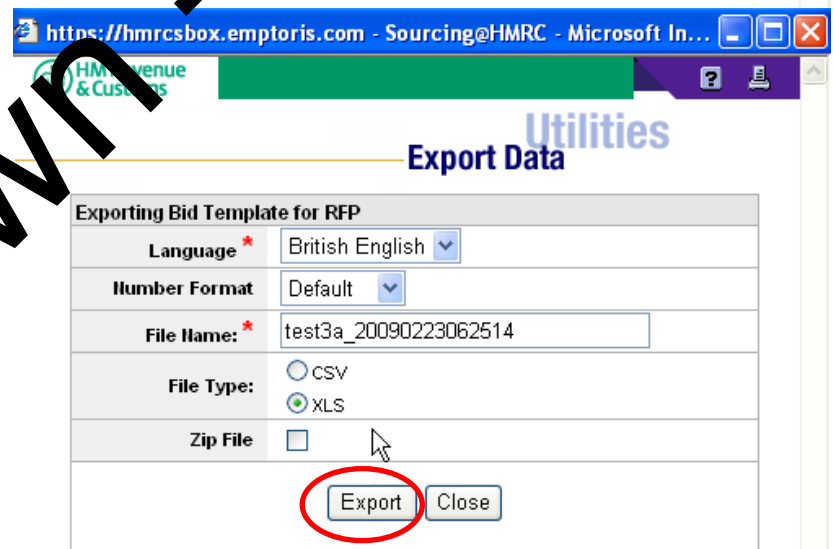 https://hmrcsbox.emptoris.com - Sourcing@HMRC - Microsoft In...
& Customs
Utilities
Export Data
Exporting Bid Template for RFP
Language * British English
Number Format Default
File Name: * test3a_20090223062514
File Type: CSV
XLS
Zip File
Export Close